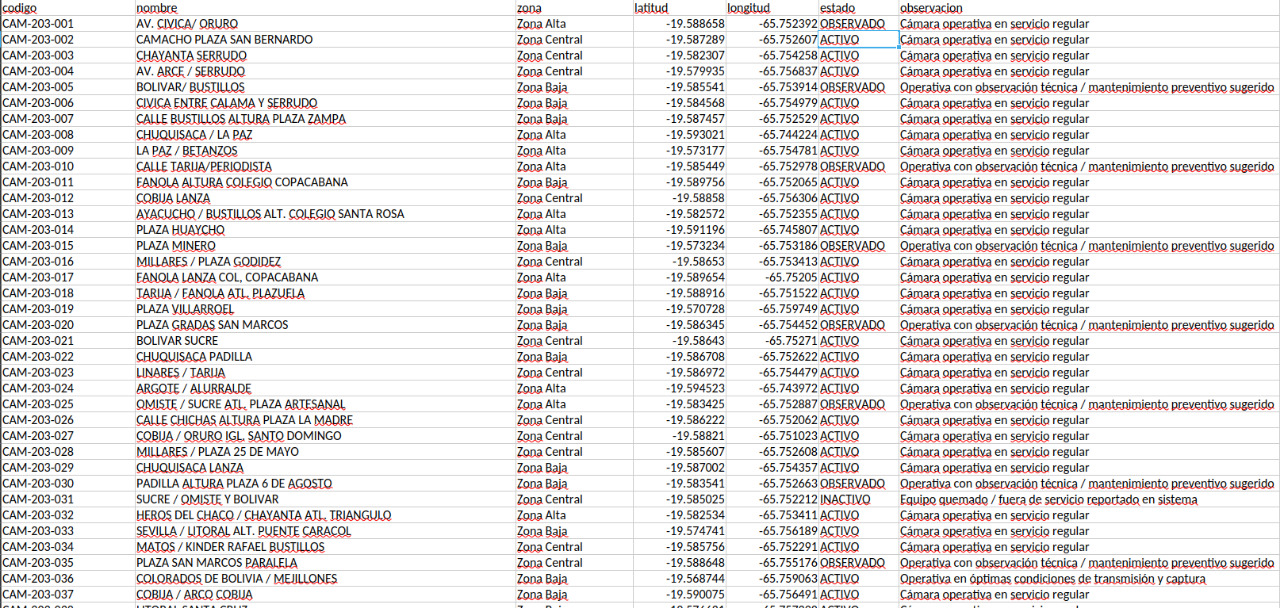 codigo nombre zona latitud longitud estado observacion
CAM-203-001 AV. CIVICA/ ORURO Zona Alta -19.588658 -65.752392 OBSERVADO Cámara operativa en servicio regular
CAM-203-002 CAMACHO PLAZA SAN BERNARDO Zona Central -19.587289 -65.752607 ACTIVO Cámara operativa en servicio regular
CAM-203-003 CHAYANTA SERRUDO Zona Central -19.582307 -65.754258 ACTIVO Cámara operativa en servicio regular
CAM-203-004 AV. ARCE / SERRUDO Zona Central -19.579935 -65.756837 ACTIVO Cámara operativa en servicio regular
CAM-203-005 BOLIVAR/ BUSTILLOS Zona Baja -19.585541 -65.753914 OBSERVADO Operativa con observación técnica / mantenimiento preventivo sugerido
CAM-203-006 CIVICA ENTRE CALAMA Y SERRUDO Zona Baja -19.584568 -65.754979 ACTIVO Cámara operativa en servicio regular
CAM-203-007 CALLE BUSTILLOS ALTURA PLAZA ZAMPA Zona Baja -19.587457 -65.752529 ACTIVO Cámara operativa en servicio regular
CAM-203-008 CHUQUISACA / LA PAZ Zona Alta -19.593021 -65.744224 ACTIVO Cámara operativa en servicio regular
CAM-203-009 LA PAZ / BETANZOS Zona Alta -19.573177 -65.754781 ACTIVO Cámara operativa en servicio regular
CAM-203-010 CALLE TARIJA/PERIODISTA Zona Alta -19.585449 -65.752978 OBSERVADO Operativa con observación técnica / mantenimiento preventivo sugerido
CAM-203-011 FANOLA ALTURA COLEGIO COPACABANA Zona Baja -19.589756 -65.752065 ACTIVO Cámara operativa en servicio regular
CAM-203-012 COBIJA LANZA Zona Central -19.58858 -65.756306 ACTIVO Cámara operativa en servicio regular
CAM-203-013 AYACUCHO / BUSTILLOS ALT. COLEGIO SANTA ROSA Zona Alta -19.582572 -65.752355 ACTIVO Cámara operativa en servicio regular
CAM-203-014 PLAZA HUAYCHO Zona Alta -19.591196 -65.745807 ACTIVO Cámara operativa en servicio regular
CAM-203-015 PLAZA MINERO Zona Baja -19.573234 -65.753186 OBSERVADO Operativa con observación técnica / mantenimiento preventivo sugerido
CAM-203-016 MILLARES / PLAZA GODIDEZ Zona Central -19.58653 -65.753413 ACTIVO Cámara operativa en servicio regular
CAM-203-017 FANOLA LANZA COL, COPACABANA Zona Alta -19.589654 -65.75205 ACTIVO Cámara operativa en servicio regular
CAM-203-018 TARIJA / FANOLA ATL. PLAZUELA Zona Baja -19.588916 -65.751522 ACTIVO Cámara operativa en servicio regular
CAM-203-019 PLAZA VILLARROEL Zona Baja -19.570728 -65.759749 ACTIVO Cámara operativa en servicio regular
CAM-203-020 PLAZA GRADAS SAN MARCOS Zona Baja -19.586345 -65.754452 OBSERVADO Operativa con observación técnica / mantenimiento preventivo sugerido
CAM-203-021 BOLIVAR SUCRE Zona Central -19.58643 -65.75271 ACTIVO Cámara operativa en servicio regular
CAM-203-022 CHUQUISACA PADILLA Zona Baja -19.586708 -65.752622 ACTIVO Cámara operativa en servicio regular
CAM-203-023 LINARES / TARIJA Zona Central -19.586972 -65.754479 ACTIVO Cámara operativa en servicio regular
CAM-203-024 ARGOTE / ALURRALDE Zona Alta -19.594523 -65.743972 ACTIVO Cámara operativa en servicio regular
CAM-203-025 OMISTE / SUCRE ATL. PLAZA ARTESANAL Zona Alta -19.583425 -65.752887 OBSERVADO Operativa con observación técnica / mantenimiento preventivo sugerido
CAM-203-026 CALLE CHICHAS ALTURA PLAZA LA MADRE Zona Central -19.586222 -65.752062 ACTIVO Cámara operativa en servicio regular
CAM-203-027 COBIJA / ORURO IGL. SANTO DOMINGO Zona Central -19.58821 -65.751023 ACTIVO Cámara operativa en servicio regular
CAM-203-028 MILLARES / PLAZA 25 DE MAYO Zona Central -19.585607 -65.752608 ACTIVO Cámara operativa en servicio regular
CAM-203-029 CHUQUISACA LANZA Zona Baja -19.587002 -65.754357 ACTIVO Cámara operativa en servicio regular
CAM-203-030 PADILLA ALTURA PLAZA 6 DE AGOSTO Zona Baja -19.583541 -65.752663 OBSERVADO Operativa con observación técnica / mantenimiento preventivo sugerido
CAM-203-031 SUCRE / OMISTE Y BOLIVAR Zona Central -19.585025 -65.752212 INACTIVO Equipo quemado / fuera de servicio reportado en sistema
CAM-203-032 HEROS DEL CHACO / CHAYANTA ATL. TRIANGULO Zona Alta -19.582534 -65.753411 ACTIVO Cámara operativa en servicio regular
CAM-203-033 SEVILLA / LITORAL ALT. PUENTE CARACOL Zona Baja -19.574741 -65.756189 ACTIVO Cámara operativa en servicio regular
CAM-203-034 MATOS / KINDER RAFAEL BUSTILLOS Zona Central -19.585756 -65.752291 ACTIVO Cámara operativa en servicio regular
CAM-203-035 PLAZA SAN MARCOS PARALELA Zona Central -19.588648 -65.755176 OBSERVADO Operativa con observación técnica / mantenimiento preventivo sugerido
CAM-203-036 COLORADOS DE BOLIVIA / MEJILLONES Zona Baja -19.568744 -65.759063 ACTIVO Operativa en óptimas condiciones de transmisión y captura
CAM-203-037 COBIJA / ARCO COBIJA Zona Baja -19.590075 -65.756491 ACTIVO Cámara operativa en servicio regular